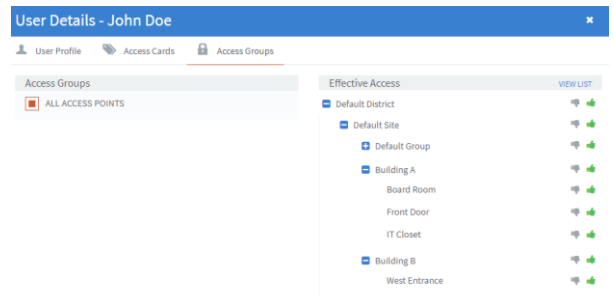 User Details - John Doe
User Profile Access Cards Access Groups
Access Groups
ALL ACCESS POINTS
Effective Access VIEW LIST
Default District
Default Site
Default Group
Building A
Board Room
Front Door
IT Closet
Building B
West Entrance